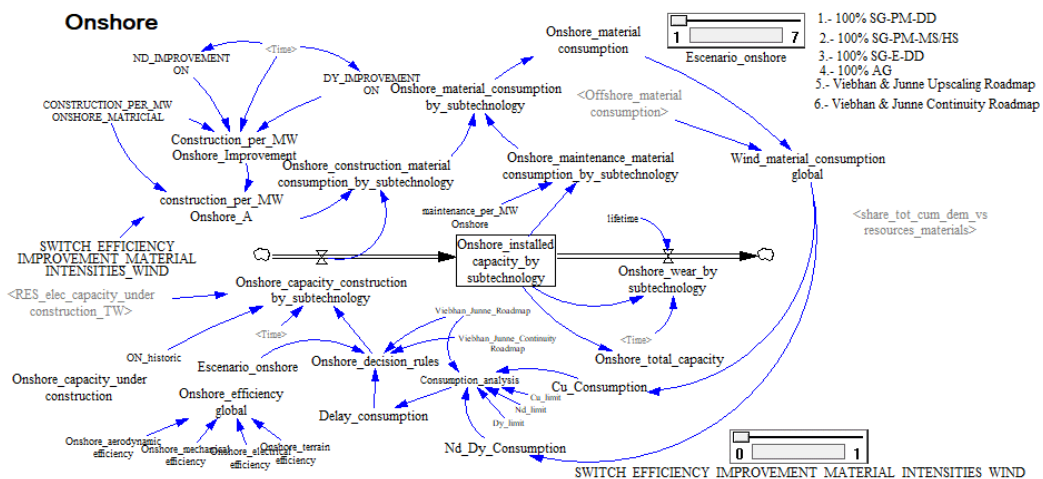 Onshore
ND_IMPROVEMENT
ON
<Time>
DY_IMPROVEMENT
ON
CONSTRUCTION_PER_MW
ONSHORE_MATRICIAL
Construction_per_MW
Onshore_Improvement
construction_per_MW
Onshore_A
SWITCH_EFFICIENCY
IMPROVEMENT_MATERIAL
INTENSITIES_WIND
Onshore_material
consumption
Onshore_material_consumption
by_subtechnology
Onshore_construction_material
consumption_by_subtechnology
Onshore_maintenance_material
consumption_by_subtechnology
maintenance_per_MW
Onshore
1 7
Escenario_onshore
1.- 100% SG-PM-DD
2.- 100% SG-PM-MS/HS
3.- 100% SG-E-DD
4.- 100% AG
5.- Viebhan & Junne Upscaling Roadmap
6.- Viebhan & Junne Continuity Roadmap
<Offshore_material
consumption>
Wind_material_consumption
global
<share_tot_cum_dem_vs
resources_materials>
lifetime
Onshore_installed
capacity_by
subtechnology
Onshore_wear_by
subtechnology
<Time>
Onshore_total_capacity
Onshore_capacity_construction
by_subtechnology
<RES_elec_capacity_under
construction_TW>
<Time>
ON_historic
Onshore_capacity_under
construction
Escenario_onshore
Onshore_decision_rules
Viebhan_Junne_Roadmap
Viebhan_Junne_Continuity
Roadmap
Consumption_analysis
Cu_Consumption
Cu_limit
Nd_limit
Dy_limit
Delay_consumption
Nd_Dy_Consumption
Onshore_efficiency
global
Onshore_aerodynamic
efficiency
Onshore_mechanical
efficiency
Onshore_electrical
efficiency
Onshore_terrain
efficiency
0 1
SWITCH EFFICIENCY IMPROVEMENT MATERIAL INTENSITIES WIND